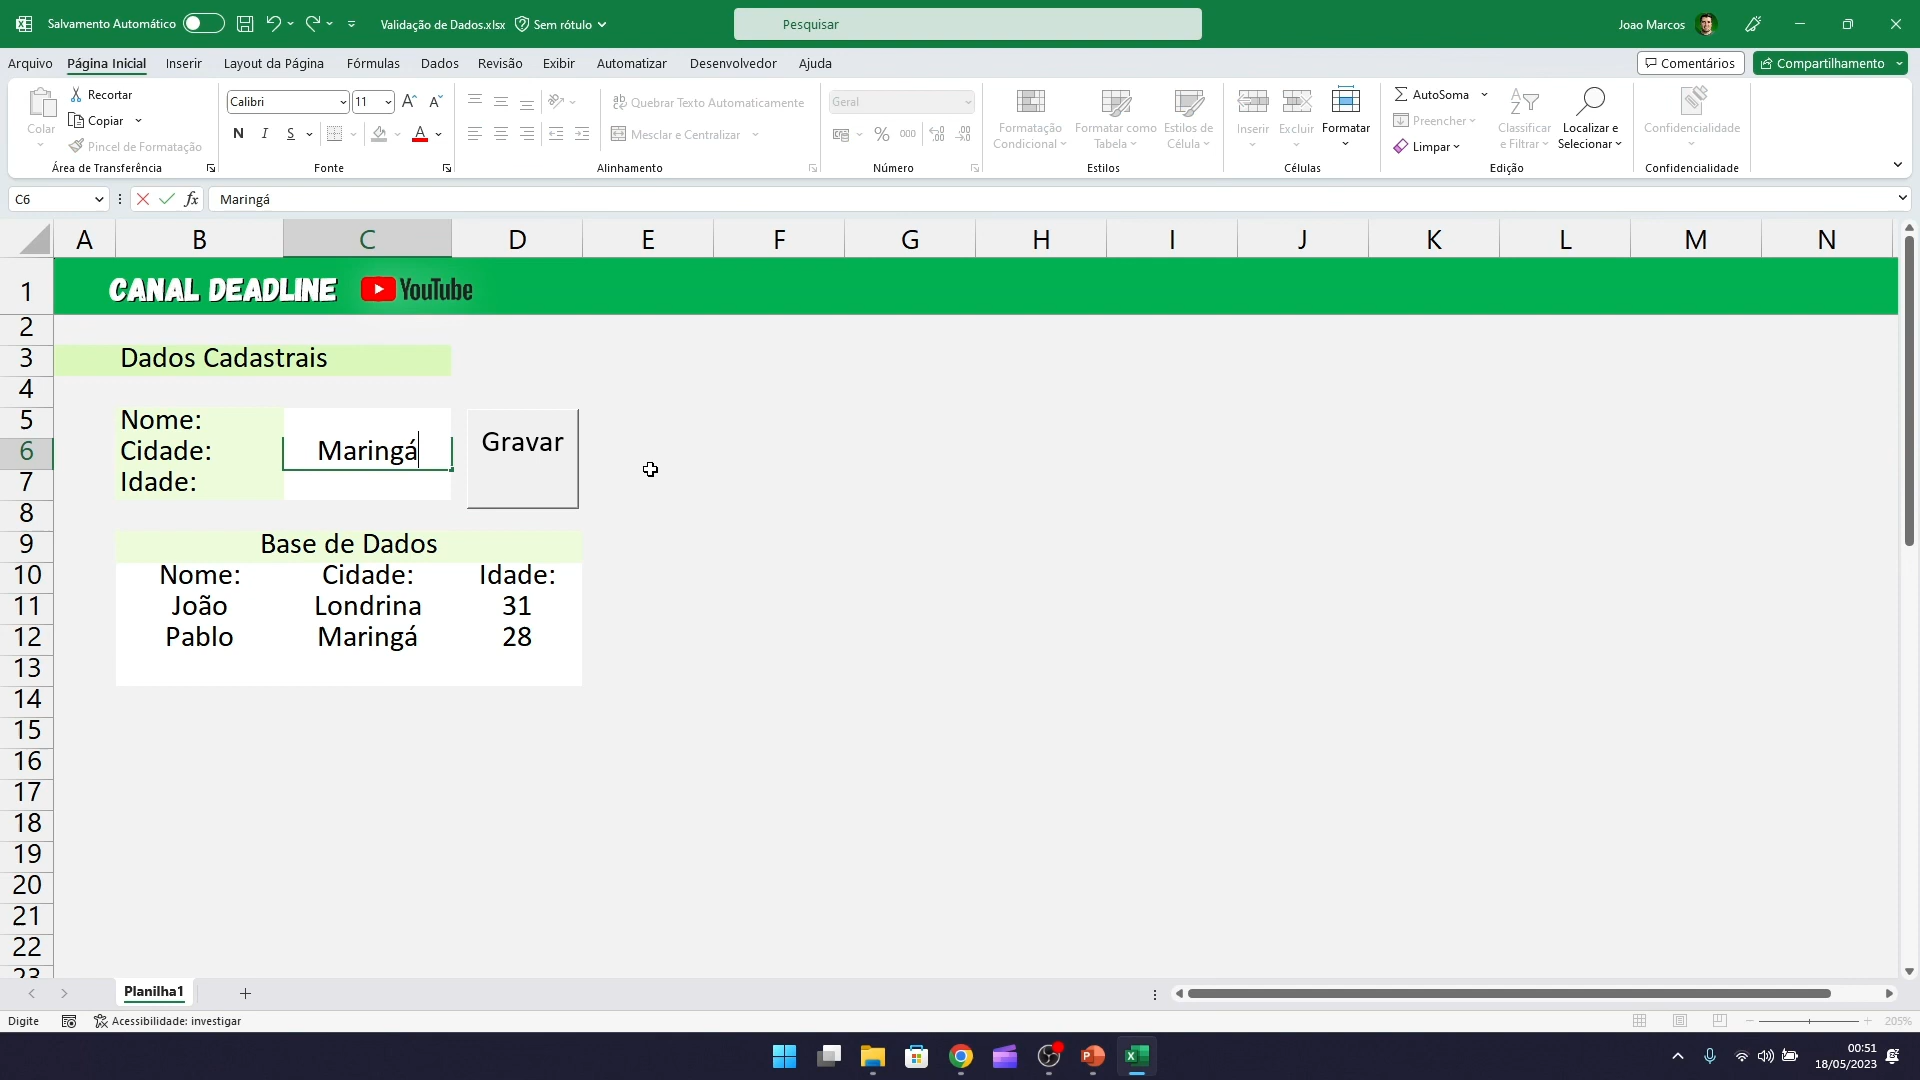 Salvamento Automático
Validação de Dados.xlsx
Sem rótulo
Pesquisar
Joao Marcos
Arquivo Página Inicial Inserir Layout da Página Fórmulas Dados Revisão Exibir Automatizar Desenvolvedor Ajuda
Comentários
Compartilhamento
Colar
Recortar
Copiar
Pincel de Formatação
Área de Transferência
Calibri 11
N I S
Fonte
Quebrar Texto Automaticamente
Mesclar e Centralizar
Alinhamento
Geral
% 000
Número
Formatação Condicional
Formatar como Tabela
Estilos de Célula
Estilos
Inserir
Excluir
Formatar
Células
AutoSoma
Preencher
Limpar
Classificar e Filtrar
Localizar e Selecionar
Edição
Confidencialidade
Confidencialidade
C6 fx Maringá
A B C D E F G H I J K L M N
1 CANAL DEADLINE YouTube
2
3 Dados Cadastrais
4
5 Nome:
6 Cidade: Maringá
7 Idade:
Gravar
8
9 Base de Dados
10 Nome: Cidade: Idade:
11 João Londrina 31
12 Pablo Maringá 28
13
14
15
16
17
18
19
20
21
22
23
Planilha1
Digite
Acessibilidade: investigar
205%
00:51
18/05/2023